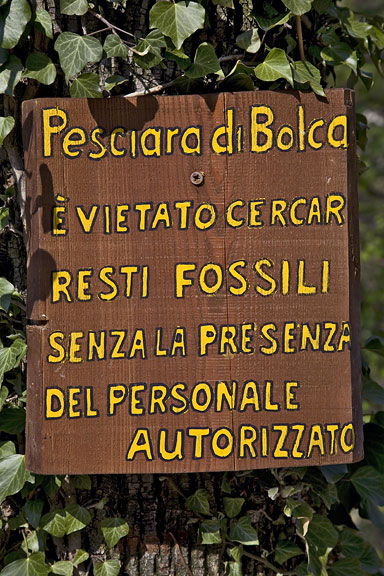 Pesciara di Bolca
È VIETATO CERCAR
RESTI FOSSILI
SENZA LA PRESENZA
DEL PERSONALE
AUTORIZZATO